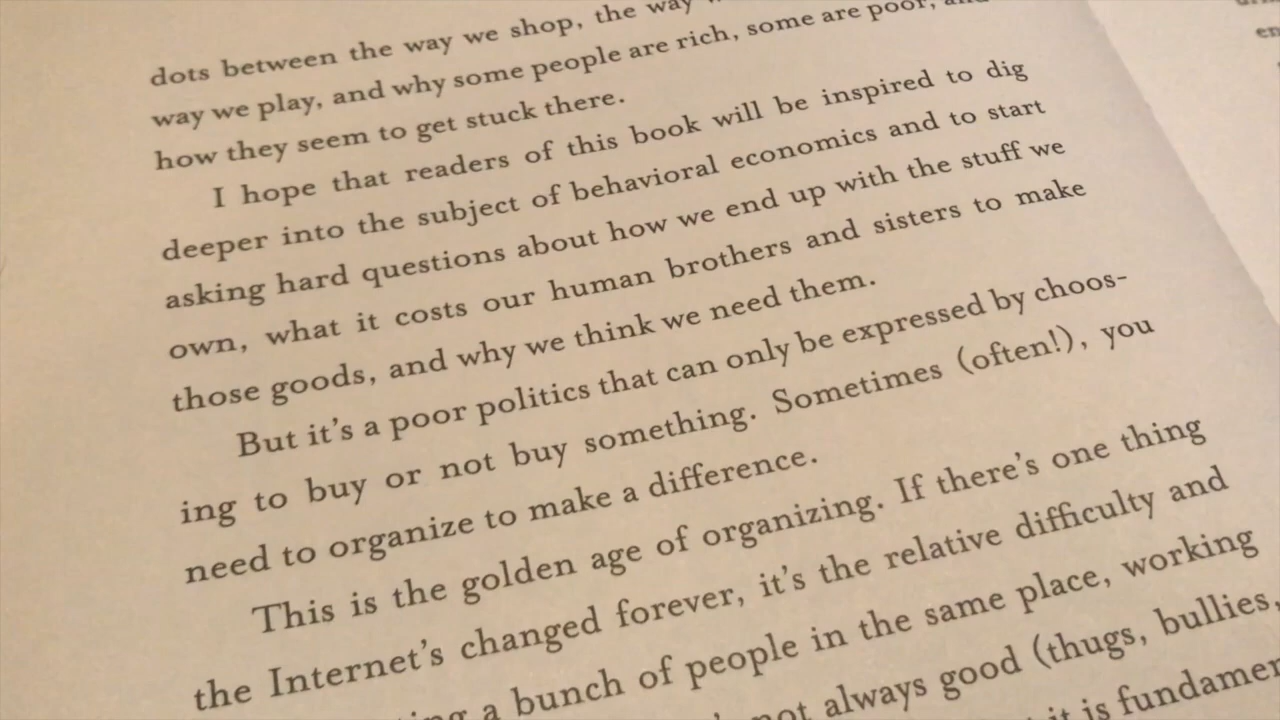 dots between the way we shop, the way
way we play, and why some people are rich, some are poor,
how they seem to get stuck there.
I hope that readers of this book will be inspired to dig
deeper into the subject of behavioral economics and to start
asking hard questions about how we end up with the stuff we
own, what it costs our human brothers and sisters to make
those goods, and why we think we need them.
But it's a poor politics that can only be expressed by choos-
ing to buy or not buy something. Sometimes (often!), you
need to organize to make a difference.
This is the golden age of organizing. If there's one thing
the Internet's changed forever, it's the relative difficulty and
a bunch of people in the same place, working
not always good (thugs, bullies,
it is